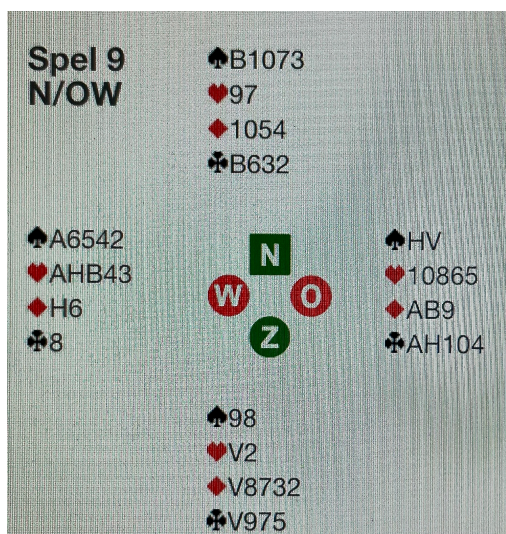 Spel 9
N/OW
♠B1073
♥97
♦1054
♣B632
♠A6542
♥AHB43
♦H6
♣8
N
W O
Z
♠HV
♥10865
♦AB9
♣AH104
♠98
♥V2
♦V8732
♣V975